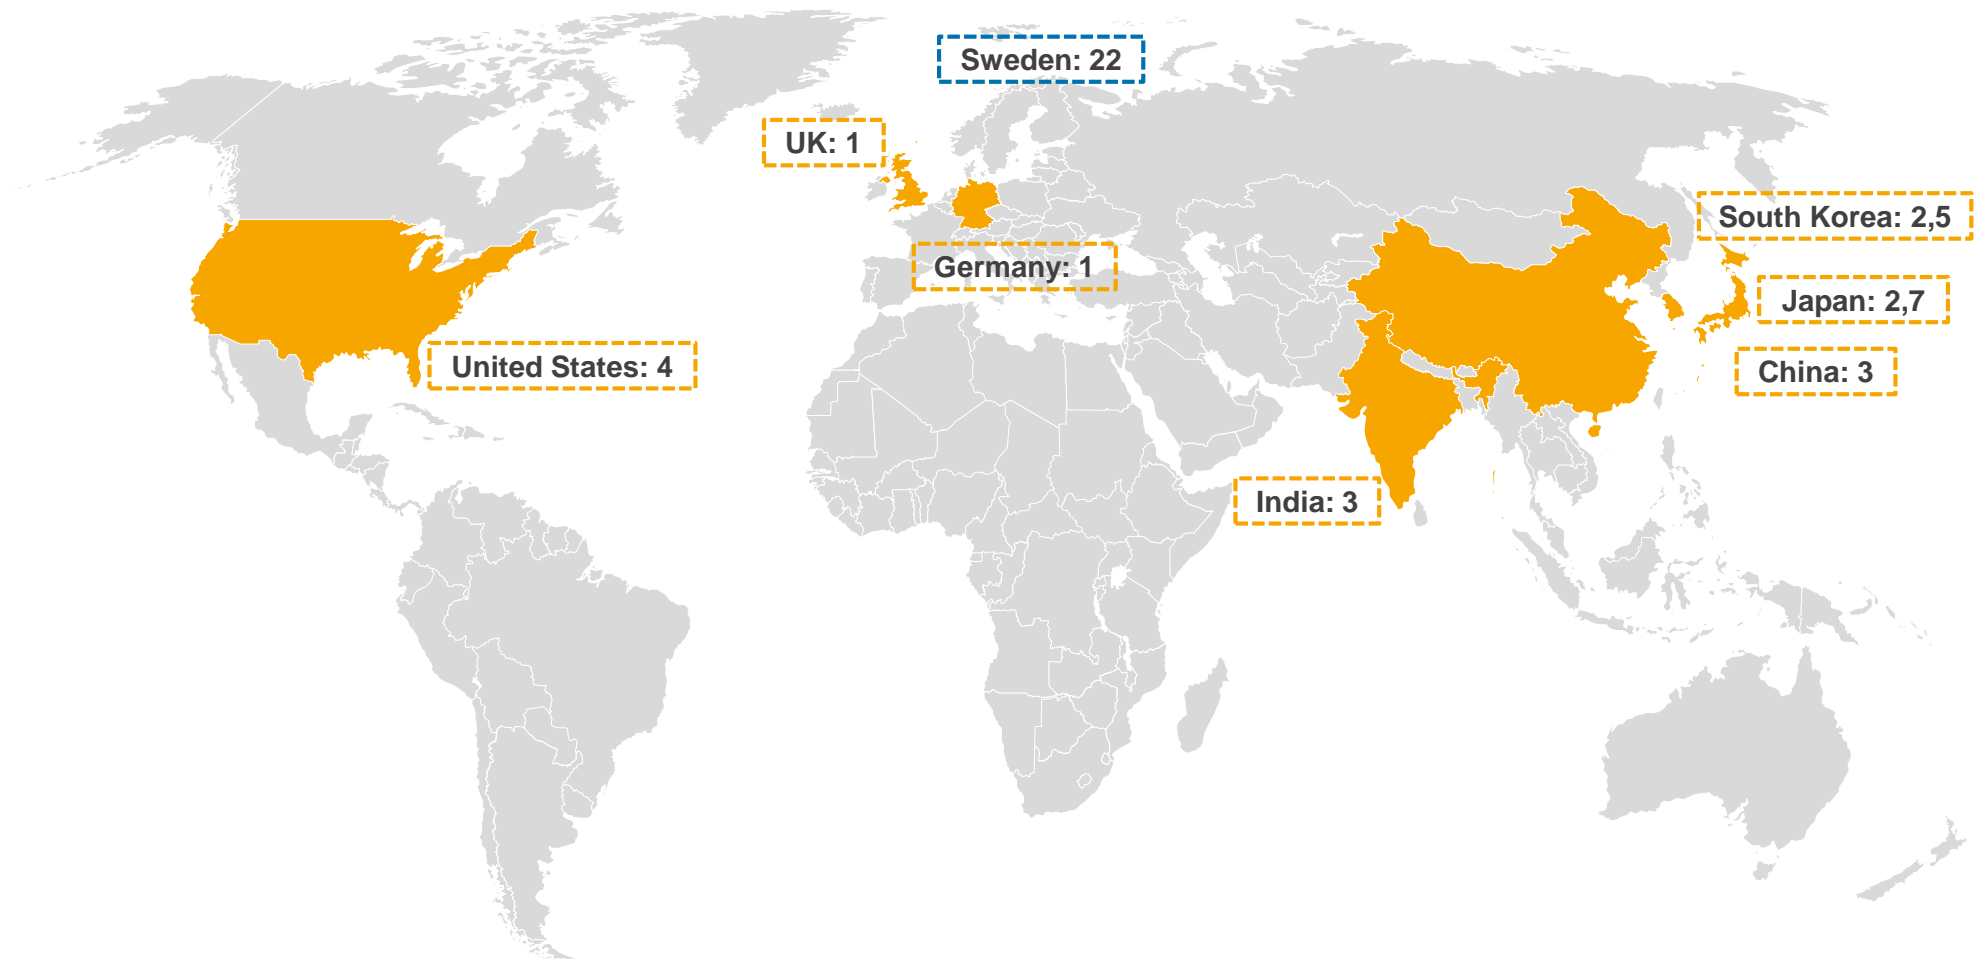 Sweden: 22
UK: 1
South Korea: 2,5
Germany: 1
Japan: 2,7
United States: 4
China: 3
India: 3